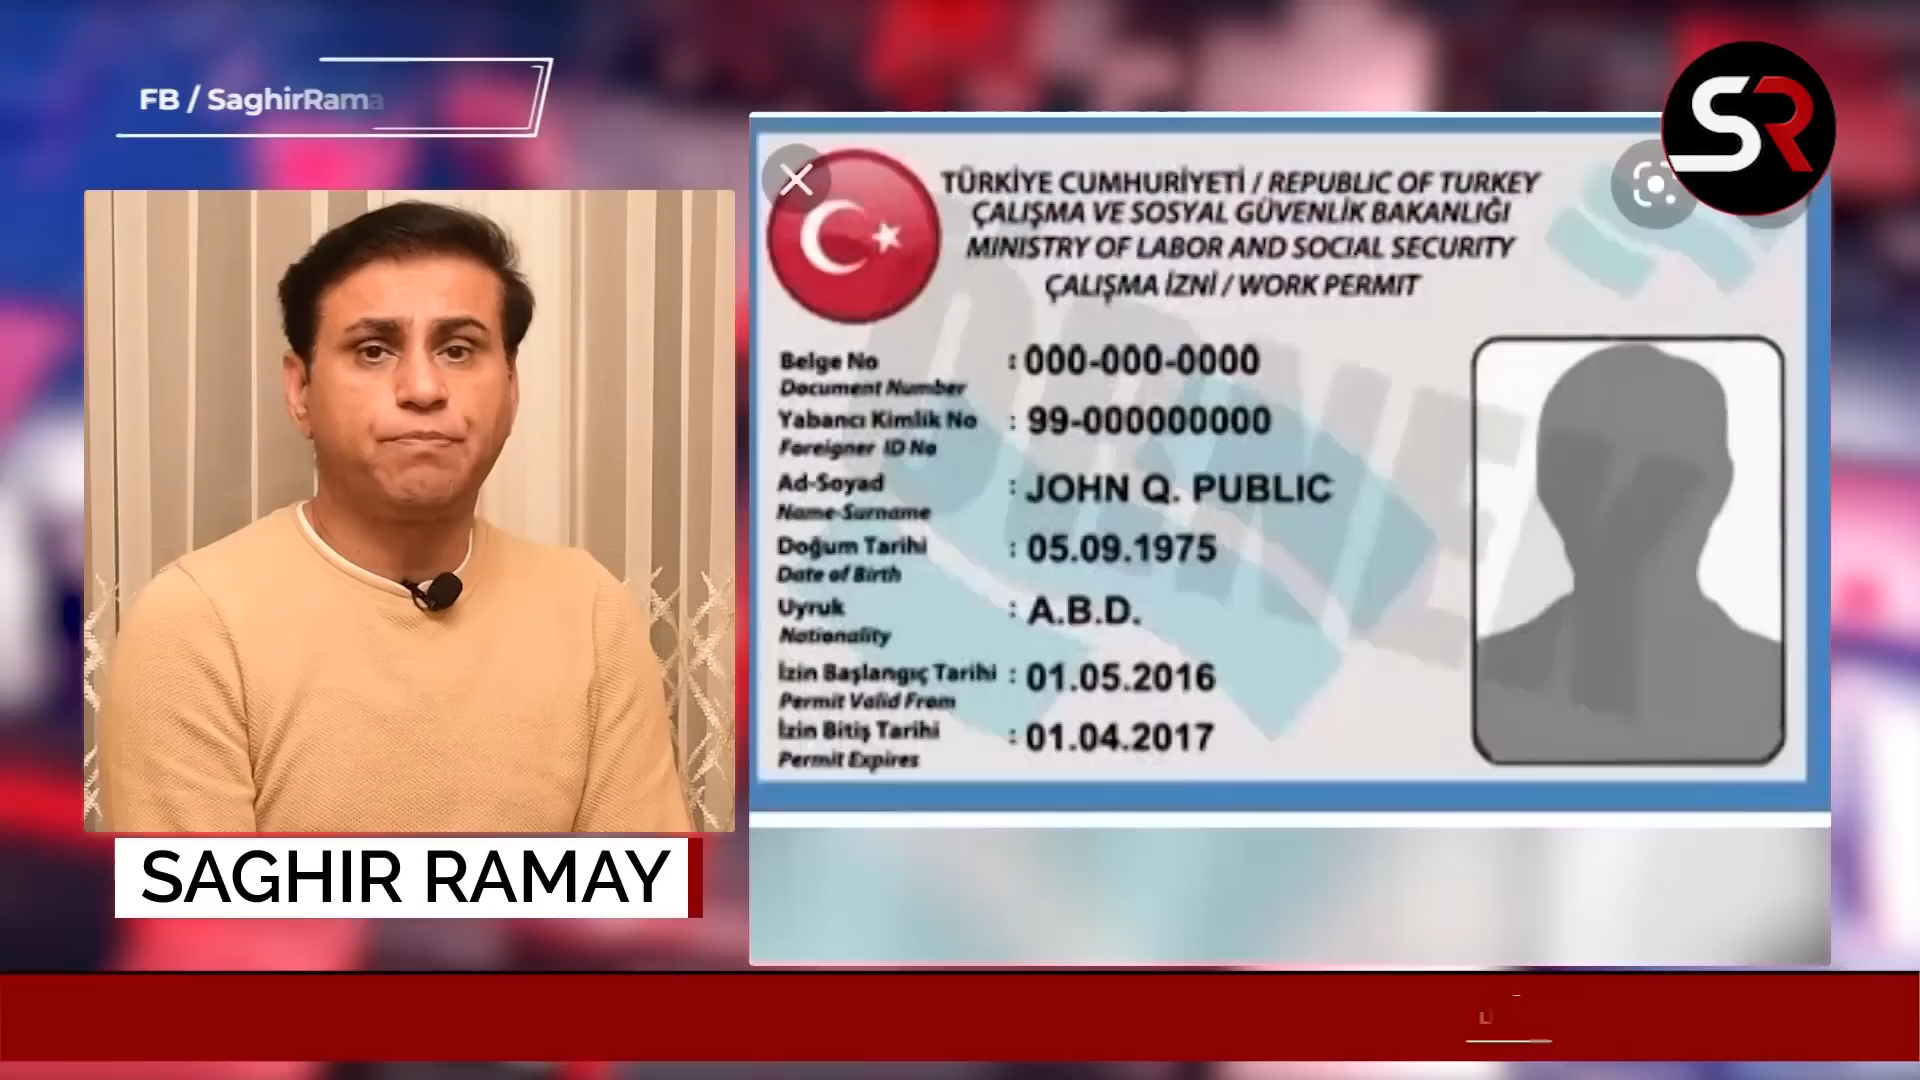 FB / SaghirRama
SR
TÜRKİYE CUMHURİYETİ / REPUBLIC OF TURKEY
ÇALIŞMA VE SOSYAL GÜVENLİK BAKANLIĞI
MINISTRY OF LABOR AND SOCIAL SECURITY
ÇALIŞMA İZNİ / WORK PERMIT
Belge No : 000-000-0000
Document Number
Yabancı Kimlik No : 99-000000000
Foreigner ID No
Ad-Soyad : JOHN Q. PUBLIC
Name-Surname
Doğum Tarihi : 05.09.1975
Date of Birth
Uyruk : A.B.D.
Nationality
İzin Başlangıç Tarihi : 01.05.2016
Permit Valid From
İzin Bitiş Tarihi : 01.04.2017
Permit Expires
SAGHIR RAMAY